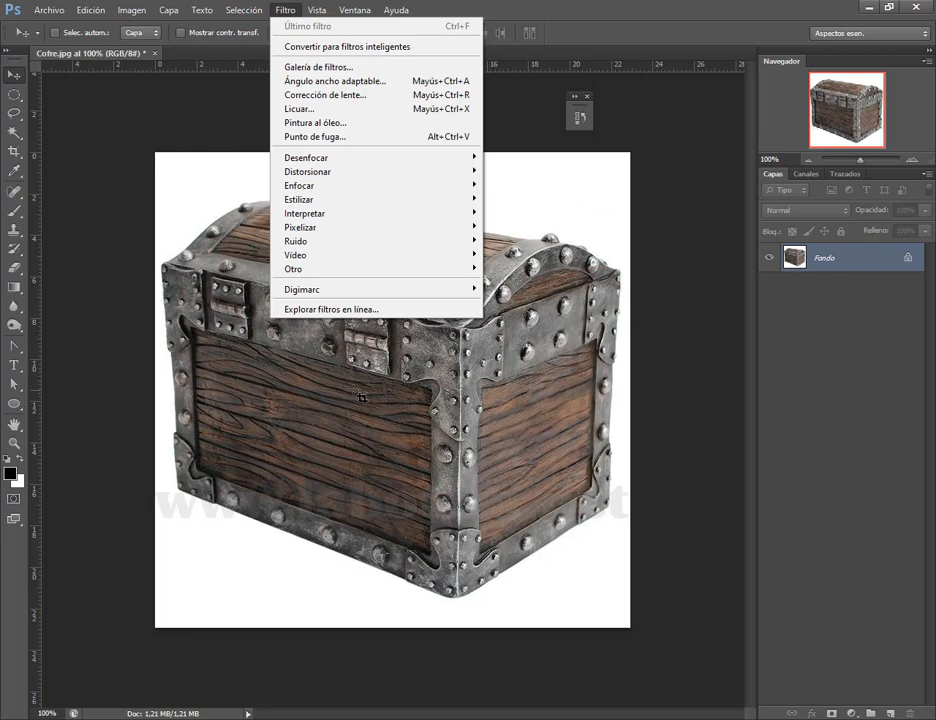 Ps Archivo Edición Imagen Capa Texto Selección Filtro Vista Ventana Ayuda
Selec. autom.: Capa Mostrar contr. transf. Aspectos esen.
Cofre.jpg al 100% (RGB/8#) * ×
Último filtro Ctrl+F
Convertir para filtros inteligentes
Galería de filtros...
Ángulo ancho adaptable... Mayús+Ctrl+A
Corrección de lente... Mayús+Ctrl+R
Licuar... Mayús+Ctrl+X
Pintura al óleo...
Punto de fuga... Alt+Ctrl+V
Desenfocar
Distorsionar
Enfocar
Estilizar
Interpretar
Pixelizar
Ruido
Vídeo
Otro
Digimarc
Explorar filtros en línea...
Navegador
100%
Capas Canales Trazados
Tipo
Normal Opacidad: 100%
Bloq.: Relleno: 100%
Fondo
100% Doc: 1,21 MB/1,21 MB